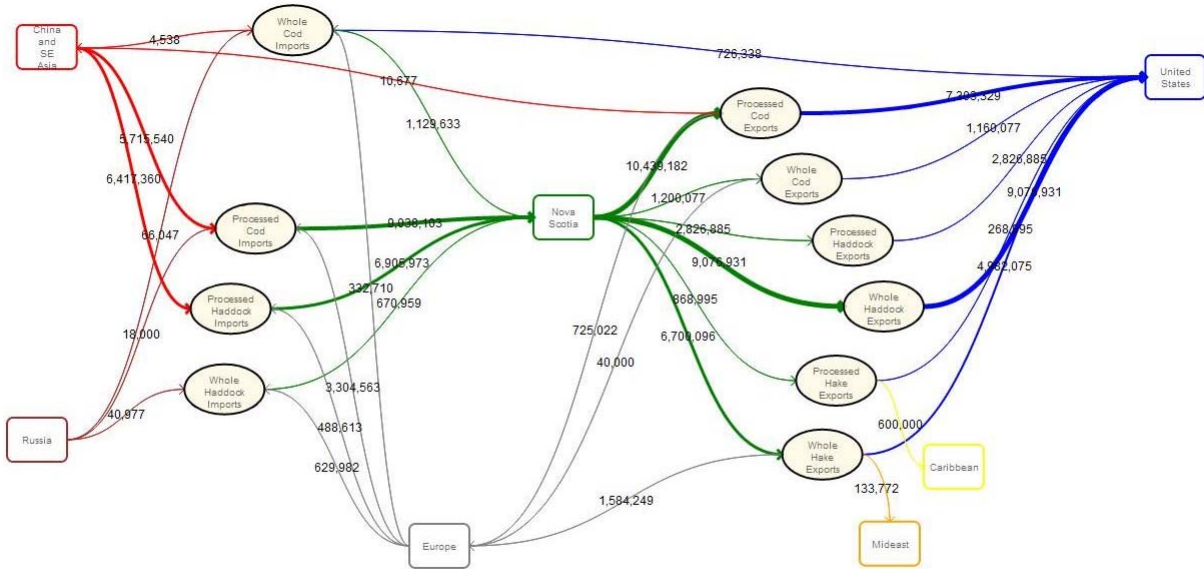 China
and
SE
Asia
Whole
Cod
Imports
4,538
726,338
United
States
10,677
Processed
Cod
Exports
1,129,633
1,160,077
5,715,540
10,439,182
2,826,885
6,417,360
Whole
Cod
Exports
9,076,931
1,200,077
Processed
Cod
Imports
9,038,103
Nova
Scotia
2,826,885
268,995
66,047
Processed
Haddock
Exports
6,905,973
9,076,931
4,982,075
332,710
670,959
Processed
Haddock
Imports
868,995
Whole
Haddock
Exports
18,000
725,022
6,700,096
40,000
Whole
Haddock
Imports
3,304,563
Processed
Hake
Exports
40,977
488,613
600,000
Russia
629,982
Whole
Hake
Exports
Caribbean
1,584,249
133,772
Europe
Mideast